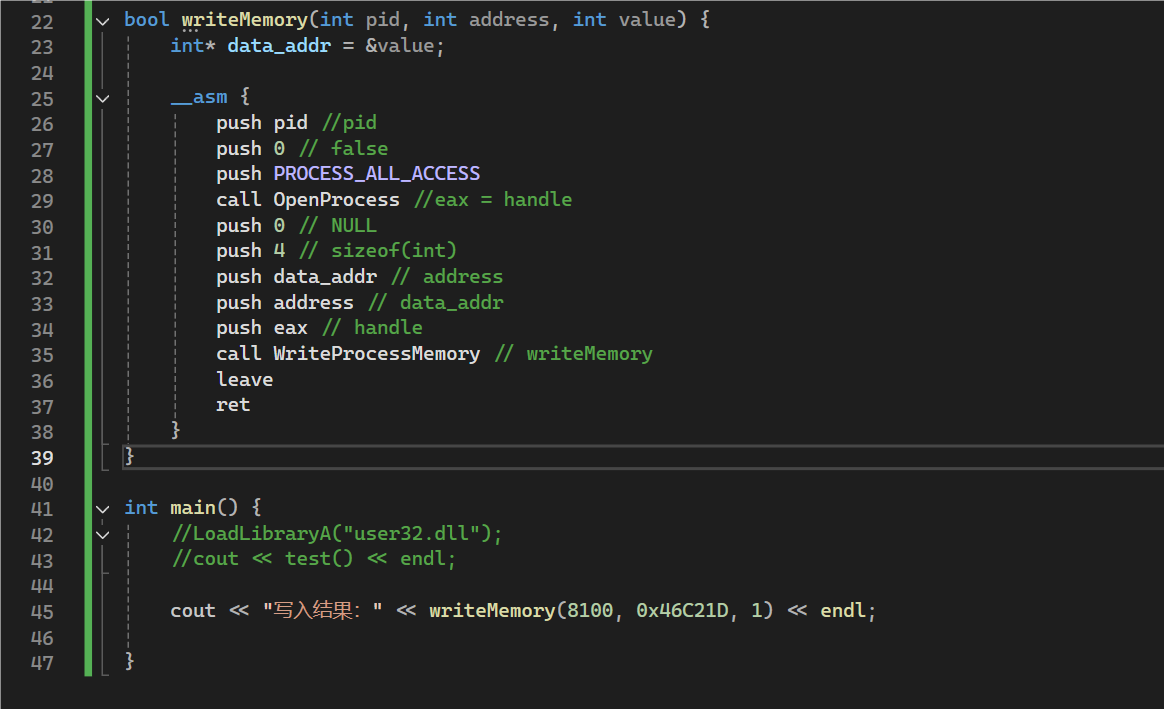 22 bool writeMemory(int pid, int address, int value) {
23 int* data_addr = &value;
24
25 __asm {
26 push pid //pid
27 push 0 // false
28 push PROCESS_ALL_ACCESS
29 call OpenProcess //eax = handle
30 push 0 // NULL
31 push 4 // sizeof(int)
32 push data_addr // address
33 push address // data_addr
34 push eax // handle
35 call WriteProcessMemory // writeMemory
36 leave
37 ret
38 }
39 }
40
41 int main() {
42 //LoadLibraryA("user32.dll");
43 //cout << test() << endl;
44
45 cout << "写入结果：" << writeMemory(8100, 0x46C21D, 1) << endl;
46
47 }